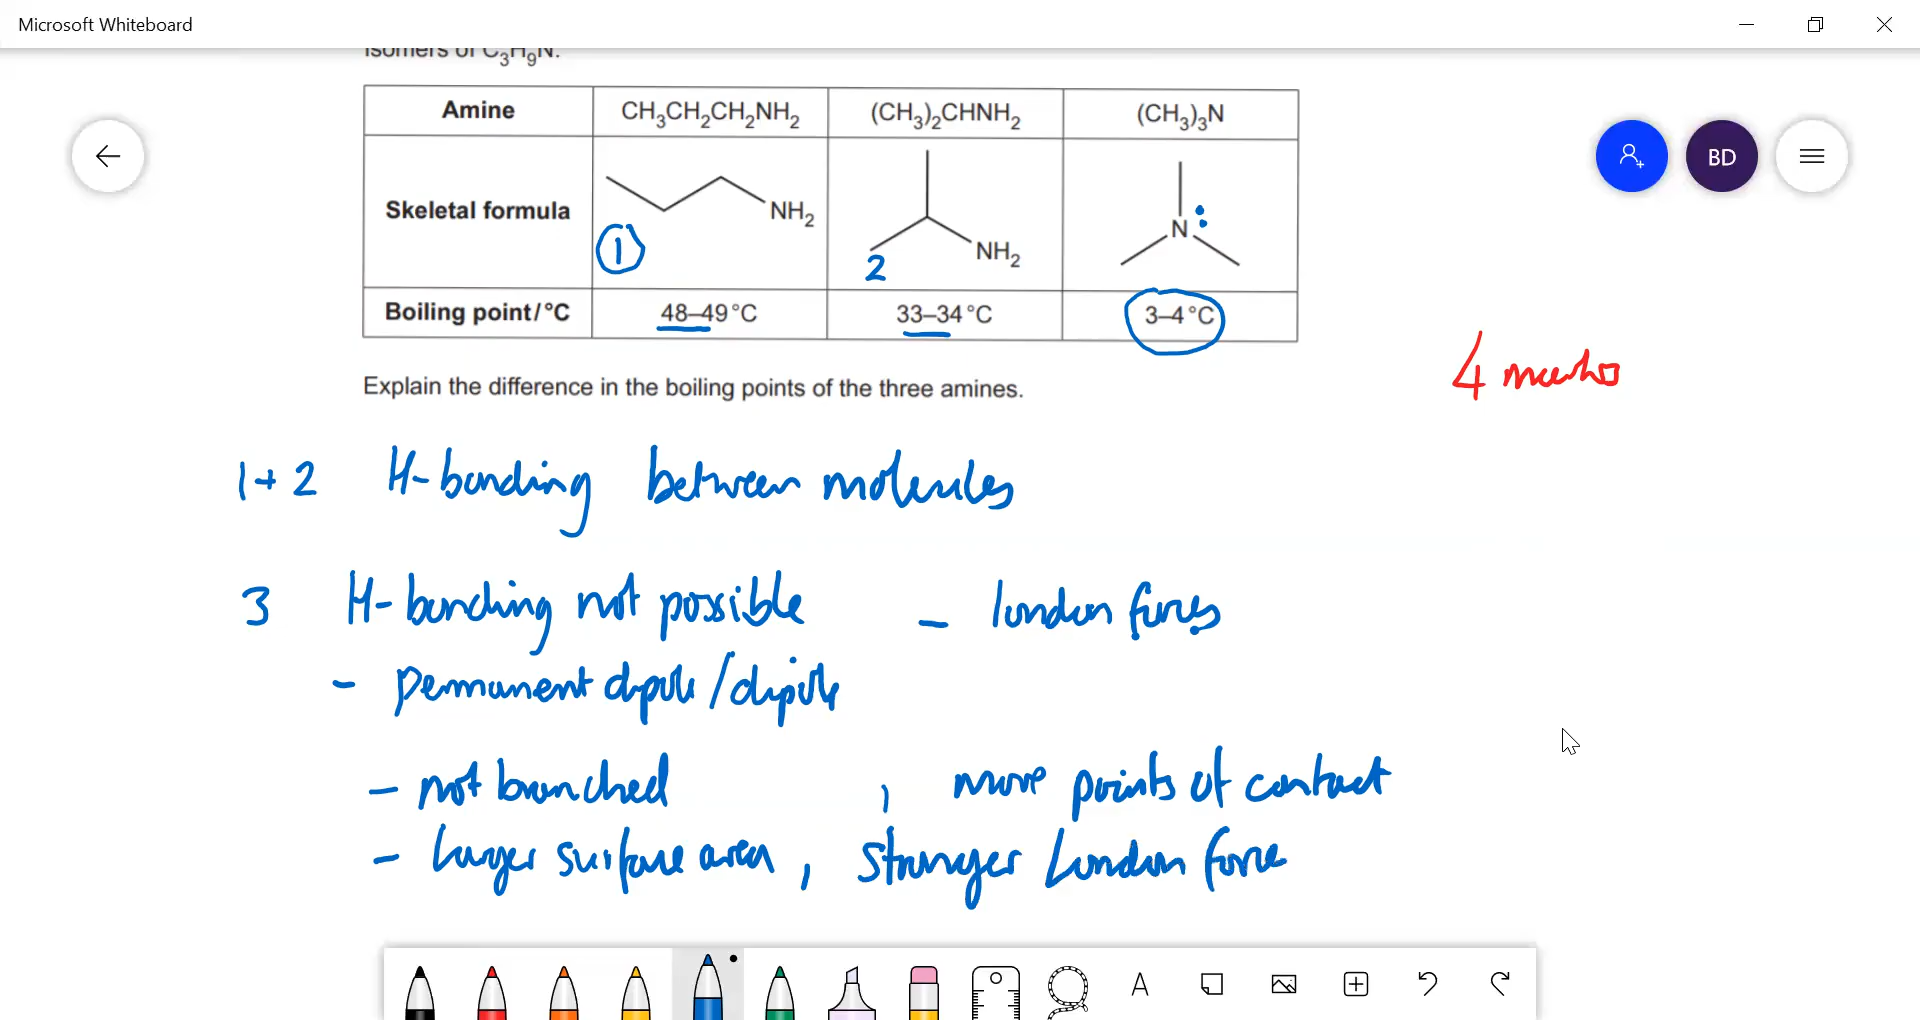 Microsoft Whiteboard
isomers of C₃H₉N.
Amine CH₃CH₂CH₂NH₂ (CH₃)₂CHNH₂ (CH₃)₃N
Skeletal formula NH₂ NH₂ N:
1 2
Boiling point/°C 48–49°C 33–34°C 3–4°C
BD
4 marks
Explain the difference in the boiling points of the three amines.
1+2 H-bonding between molecules
3 H-bonding not possible – london forces
- Permanent dipole/dipole
- not branched , more points of contact
- Larger surface area, Stronger London force
A